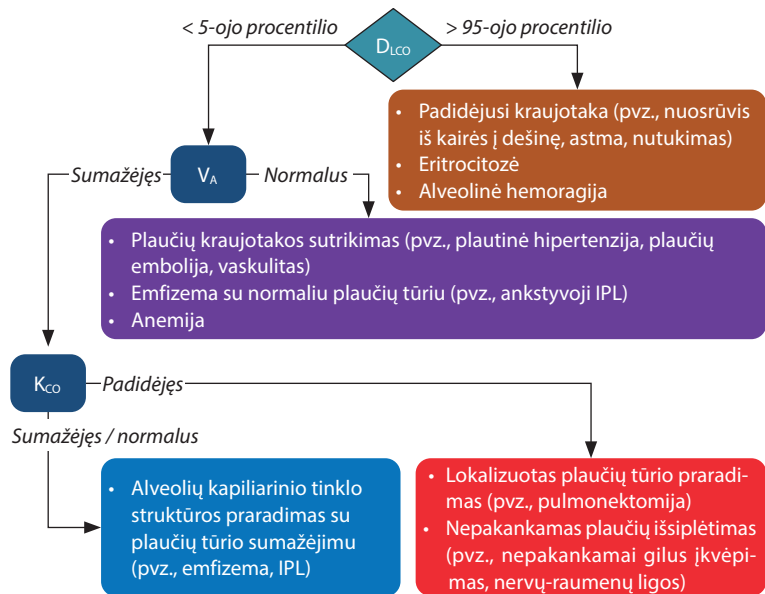 < 5-ojo procentilio
> 95-ojo procentilio
DLCO
• Padidėjusi kraujotaka (pvz., nuosrūvis
iš kairės į dešinę, astma, nutukimas)
• Eritrocitozė
• Alveolinė hemoragija
Sumažėjęs
VA
Normalus
• Plaučių kraujotakos sutrikimas (pvz., plautinė hipertenzija, plaučių
embolija, vaskulitas)
• Emfizema su normaliu plaučių tūriu (pvz., ankstyvoji IPL)
• Anemija
KCO
Padidėjęs
Sumažėjęs / normalus
• Alveolių kapiliarinio tinklo
struktūros praradimas su
plaučių tūrio sumažėjimu
(pvz., emfizema, IPL)
• Lokalizuotas plaučių tūrio praradi-
mas (pvz., pulmonektomija)
• Nepakankamas plaučių išsiplėtimas
(pvz., nepakankamai gilus įkvėpi-
mas, nervų-raumenų ligos)